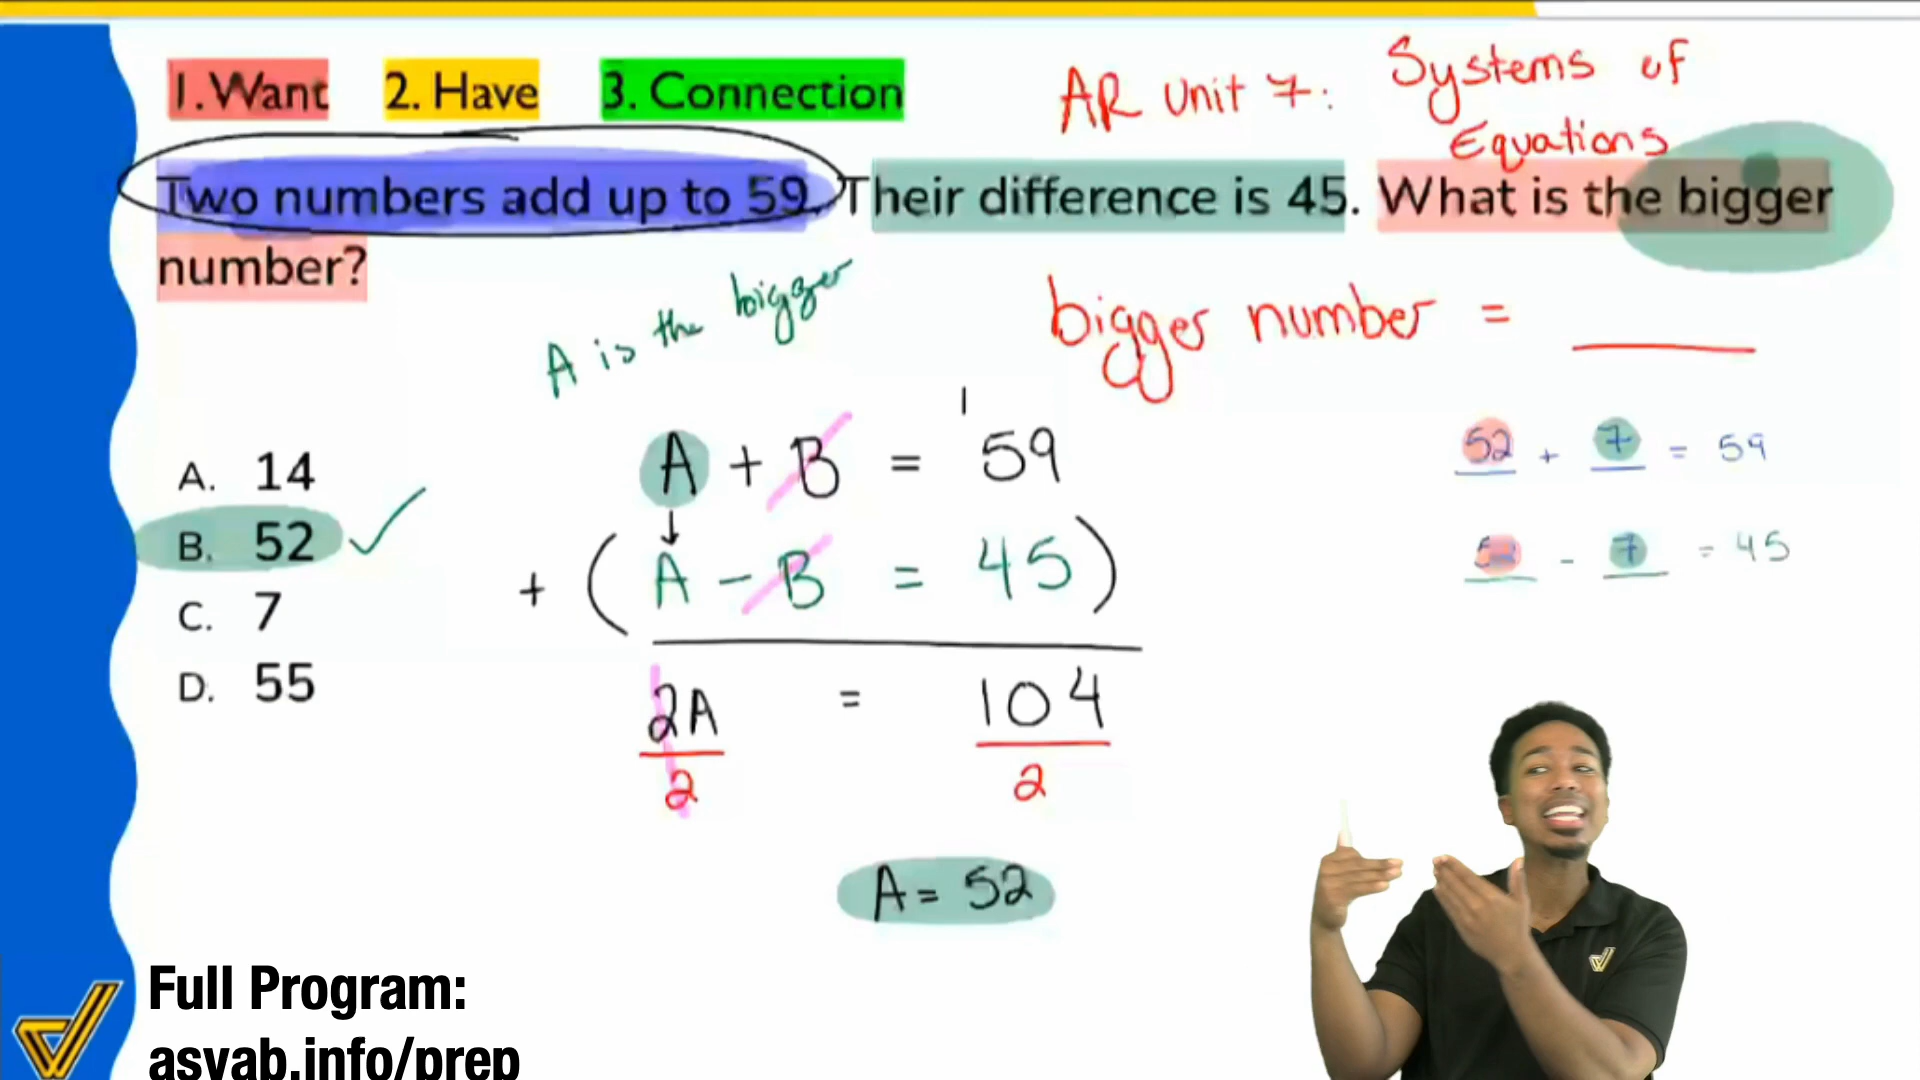 1. Want 2. Have 3. Connection
AR Unit 7: Systems of
Equations
Two numbers add up to 59. Their difference is 45. What is the bigger
number?
A is the bigger
bigger number =
A. 14
B. 52 ✓
C. 7
D. 55
1
A + B = 59
+ ( A - B = 45 )
2A = 104
2 2
A = 52
52 + 7 = 59
52 - 7 = 45
Full Program:
asvab.info/prep